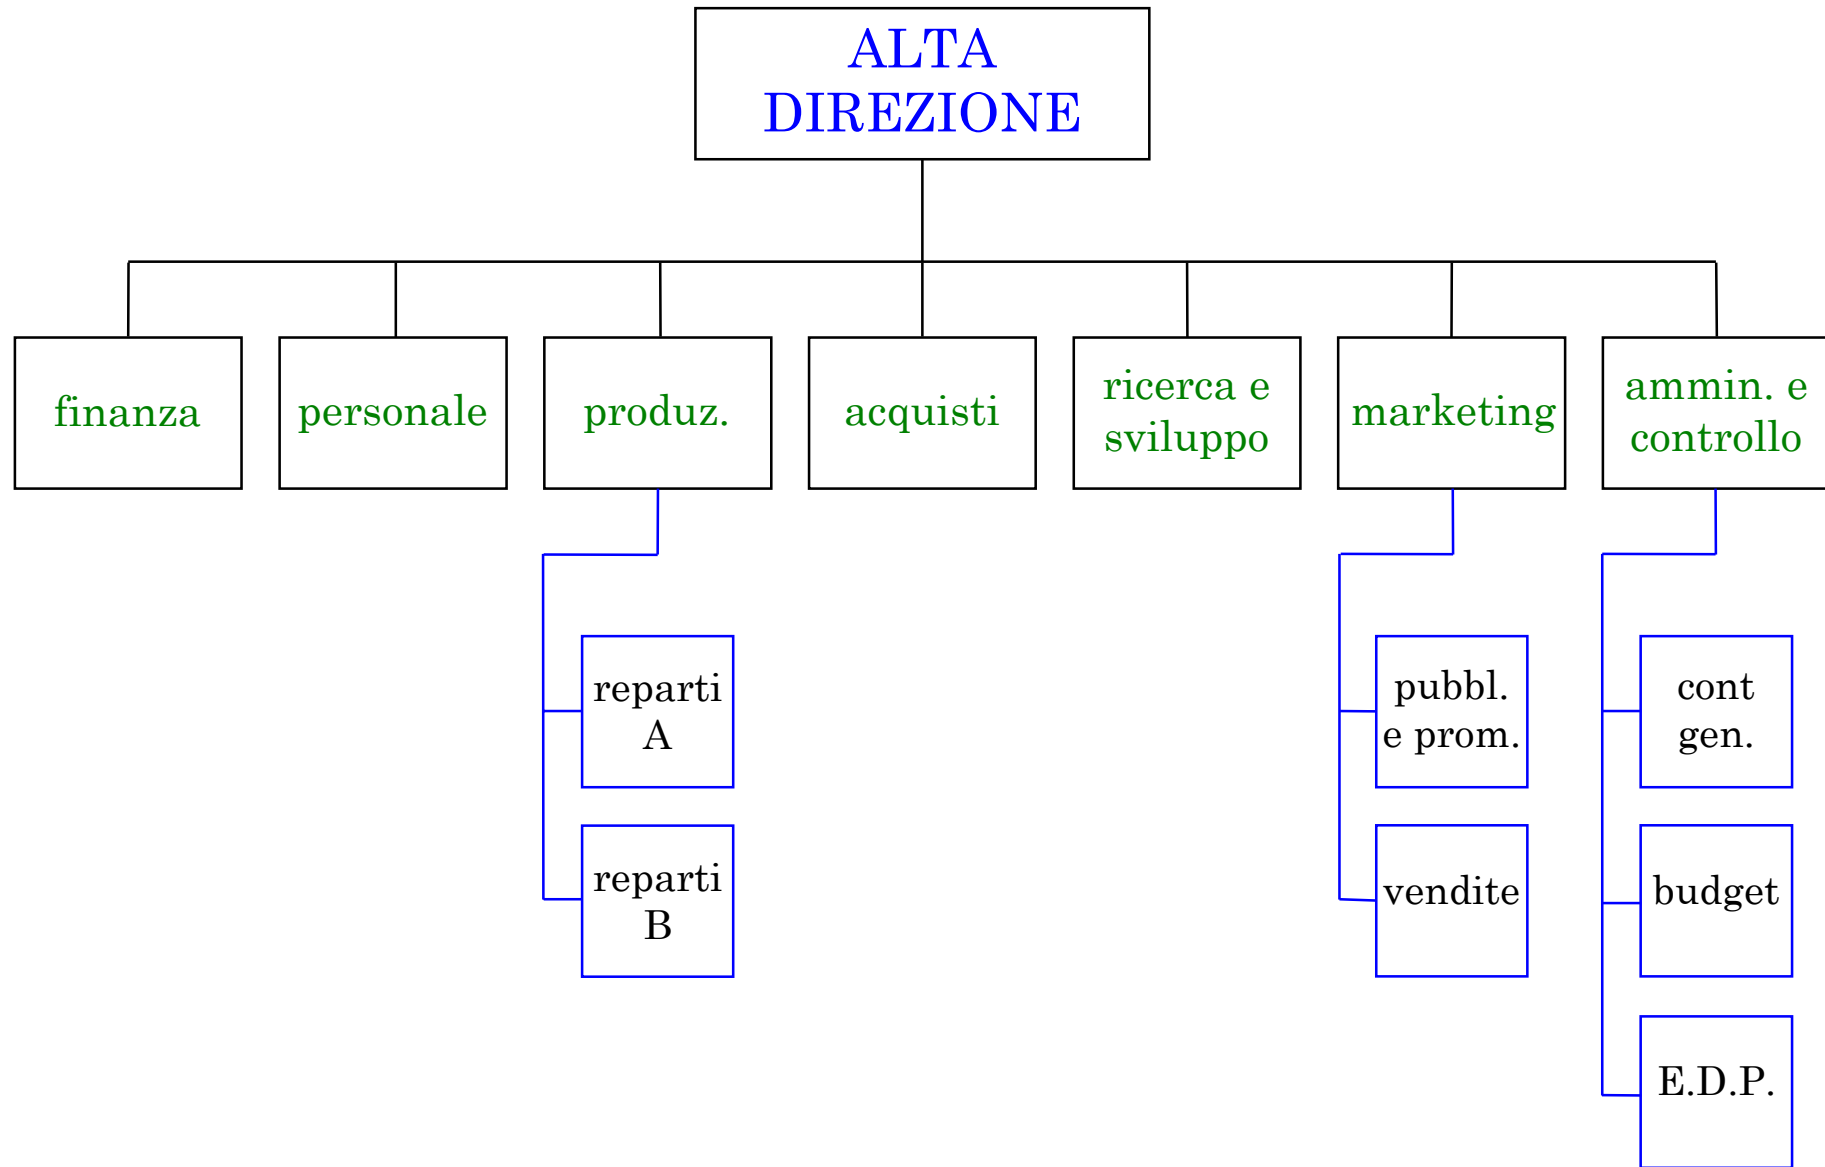 ALTA
DIREZIONE
finanza
personale
produz.
acquisti
ricerca e
sviluppo
marketing
ammin. e
controllo
reparti
A
reparti
B
pubbl.
e prom.
vendite
cont
gen.
budget
E.D.P.